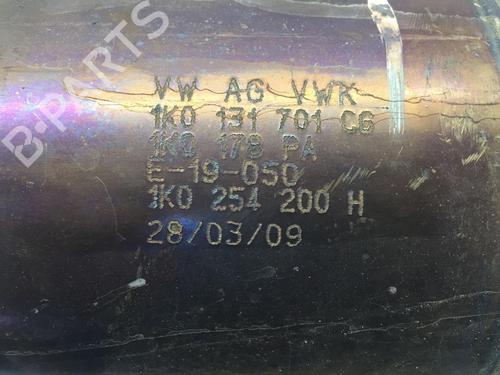 B-PARTS
VW AG VWK
1K0 131 701 CG
1K0 178 PA
E-19-050
1K0 254 200 H
28/03/09